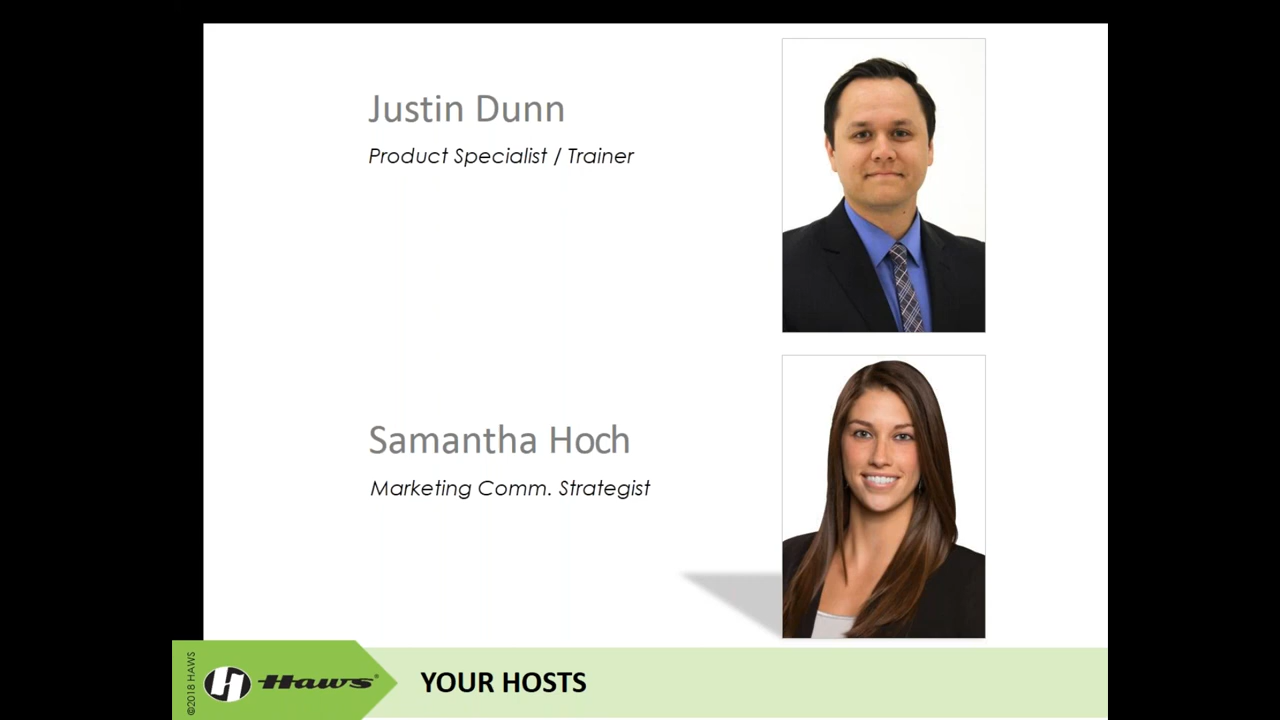 Justin Dunn
Product Specialist / Trainer
Samantha Hoch
Marketing Comm. Strategist
©2018 HAWS
H Haws®
YOUR HOSTS